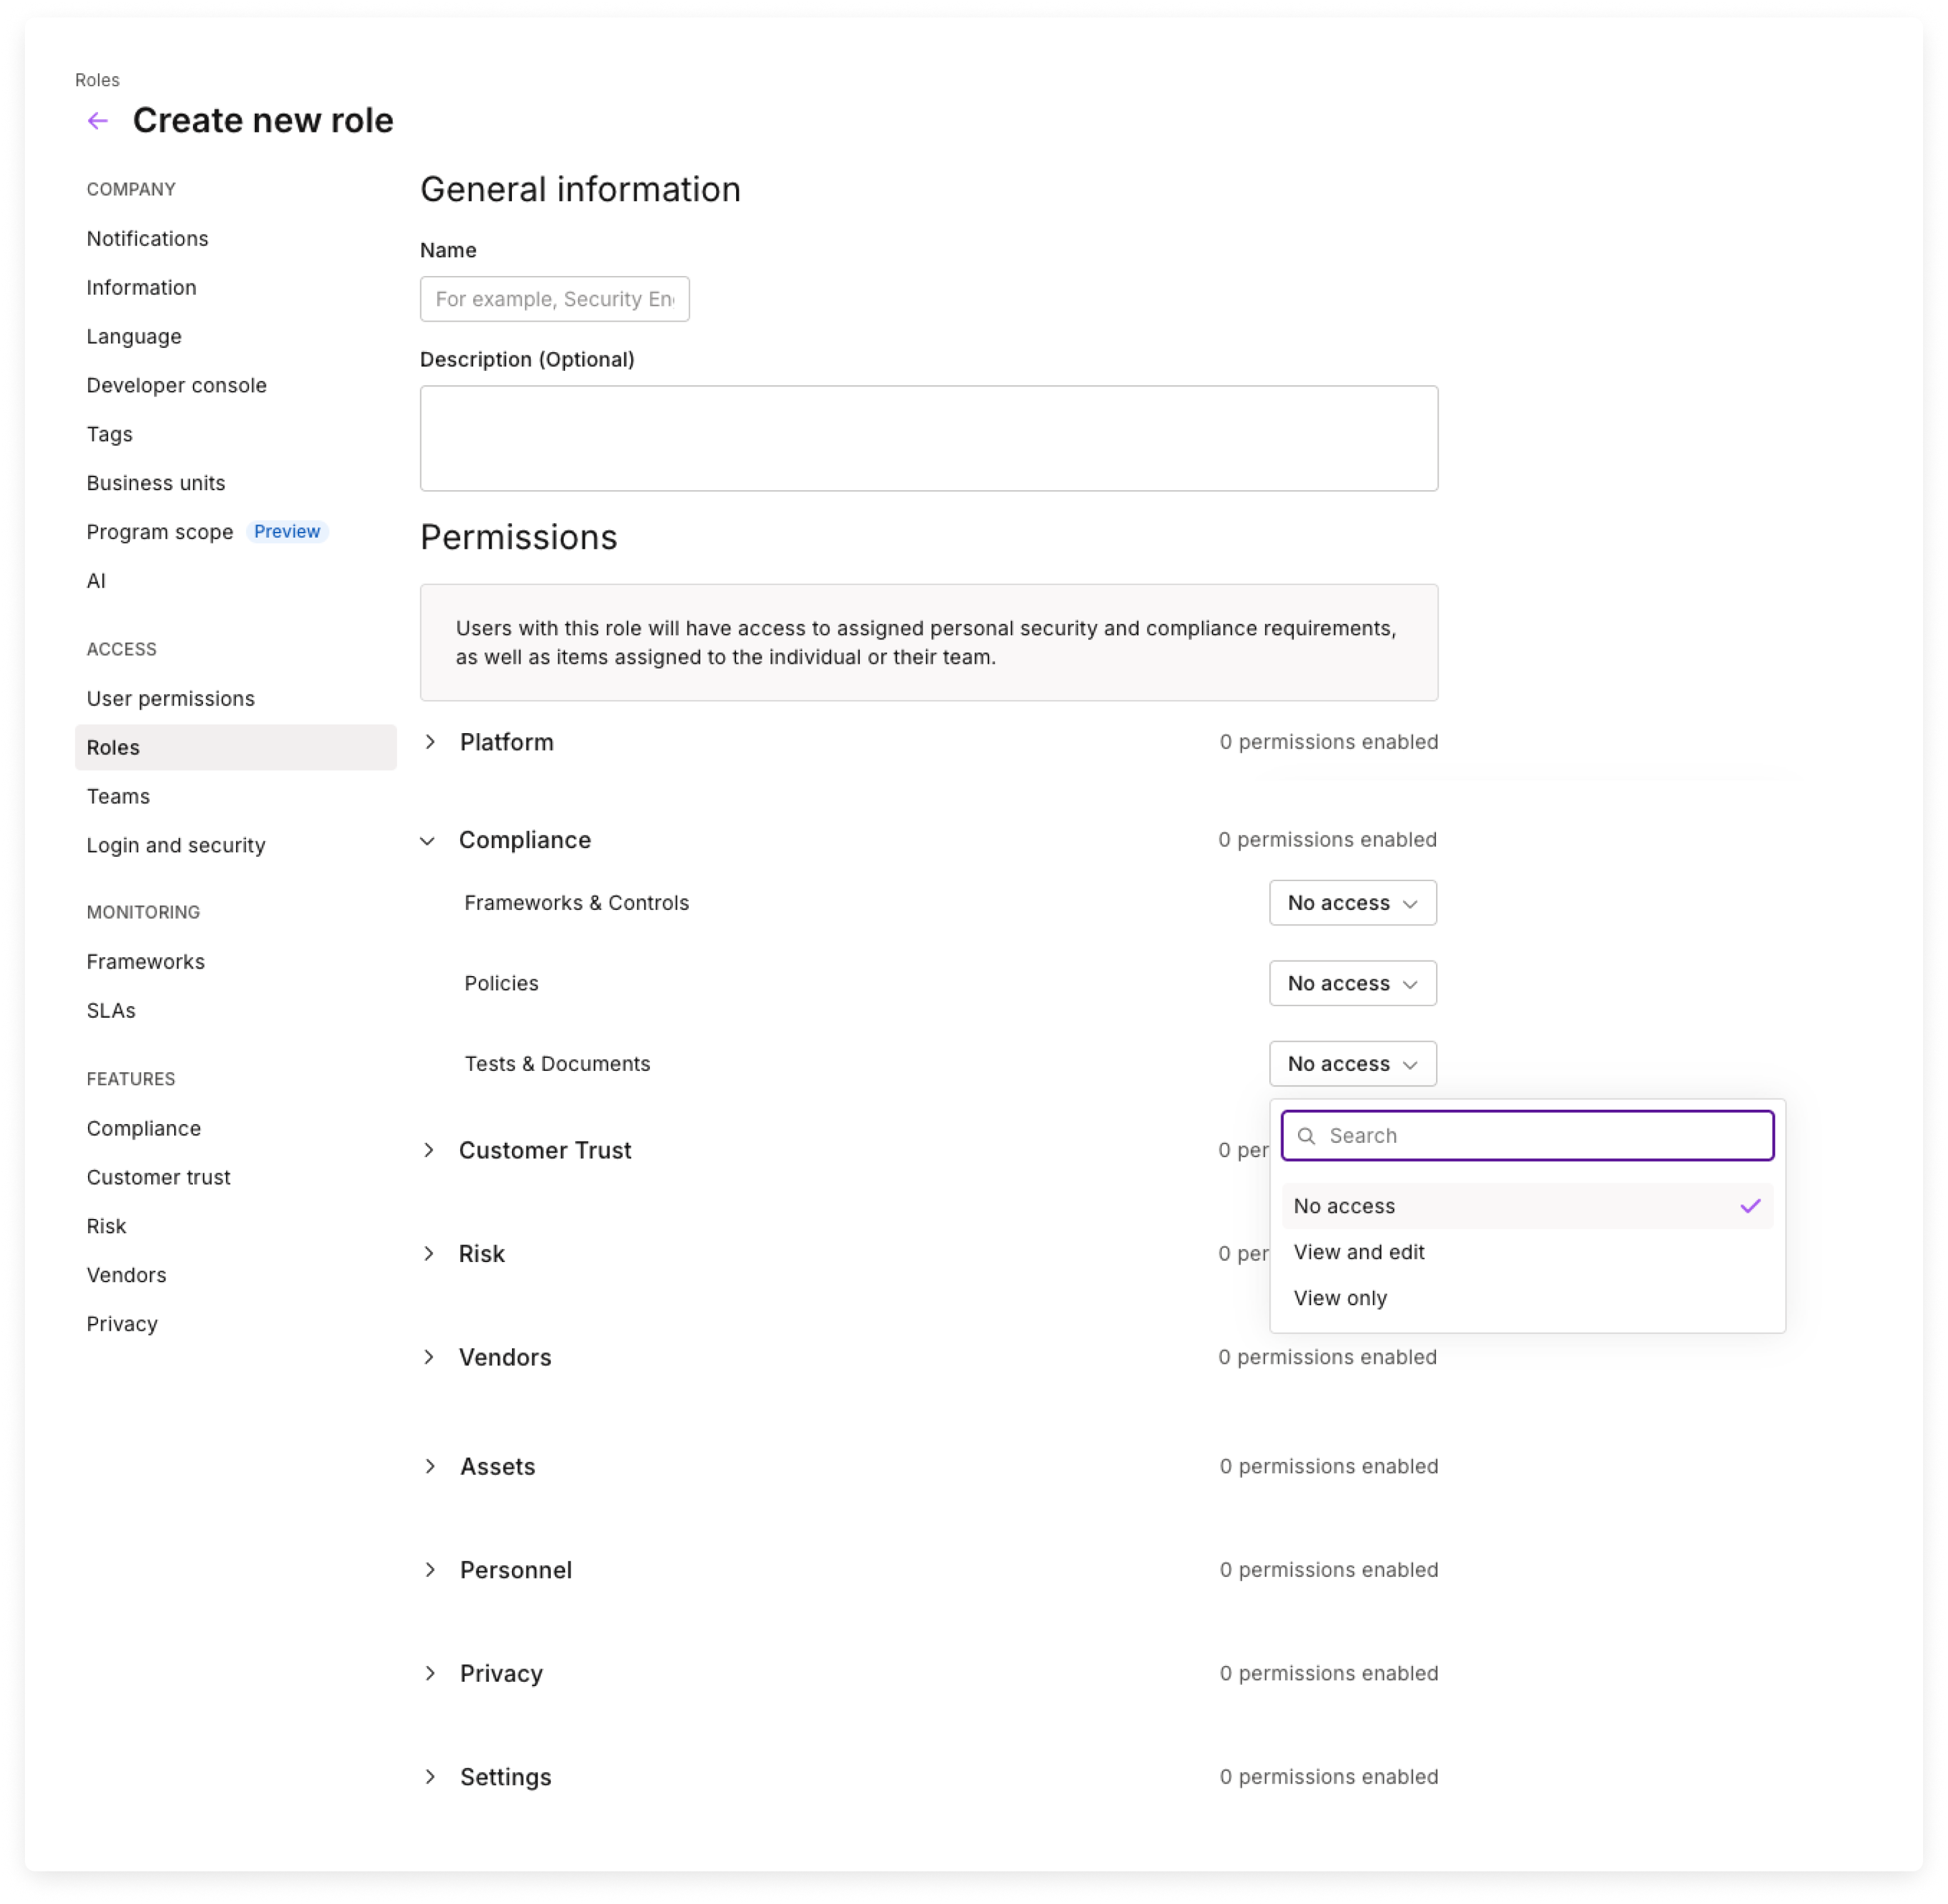 Roles
Create new role
COMPANY
Notifications
Information
Language
Developer console
Tags
Business units
Program scope Preview
AI
ACCESS
User permissions
Roles
Teams
Login and security
MONITORING
Frameworks
SLAs
FEATURES
Compliance
Customer trust
Risk
Vendors
Privacy
General information
Name
For example, Security En
Description (Optional)
Permissions
Users with this role will have access to assigned personal security and compliance requirements,
as well as items assigned to the individual or their team.
Platform 0 permissions enabled
Compliance 0 permissions enabled
Frameworks & Controls No access
Policies No access
Tests & Documents No access
Search
No access
View and edit
View only
Customer Trust 0 per
Risk 0 per
Vendors 0 permissions enabled
Assets 0 permissions enabled
Personnel 0 permissions enabled
Privacy 0 permissions enabled
Settings 0 permissions enabled